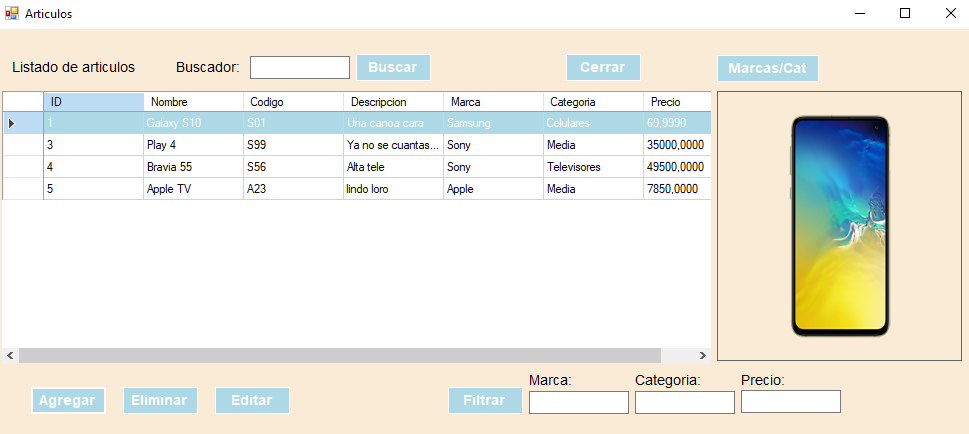 Articulos
Listado de articulos Buscador: Buscar Cerrar Marcas/Cat
ID Nombre Codigo Descripcion Marca Categoria Precio
1 Galaxy S10 S01 Una canoa cara Samsung Celulares 69,9990
3 Play 4 S99 Ya no se cuantas... Sony Media 35000,0000
4 Bravia 55 S56 Alta tele Sony Televisores 49500,0000
5 Apple TV A23 lindo loro Apple Media 7850,0000
Marca: Categoria: Precio:
Agregar Eliminar Editar Filtrar